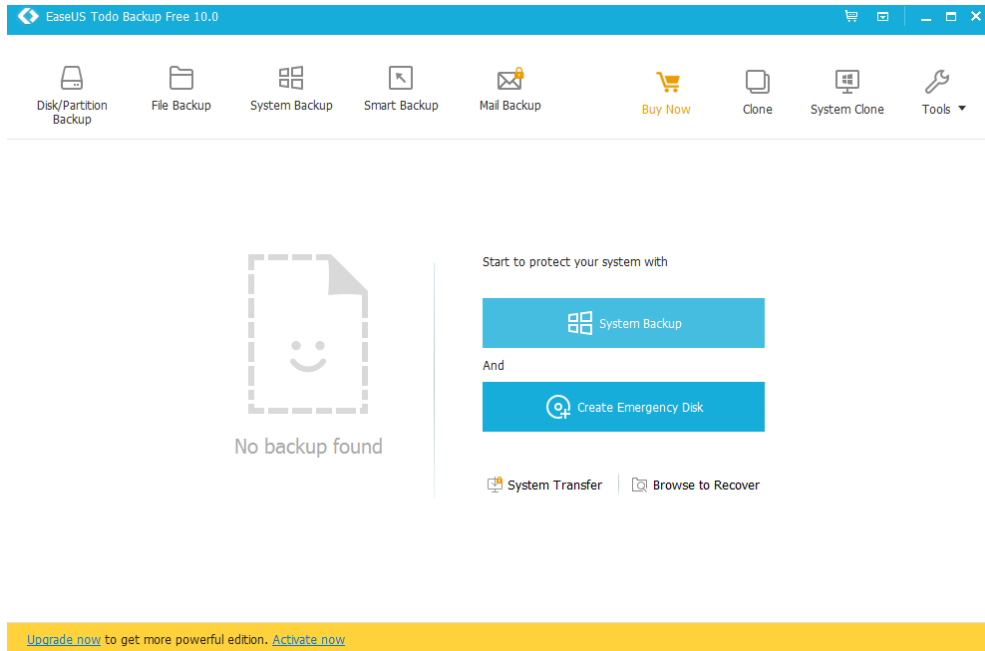 EaseUS Todo Backup Free 10.0
Disk/Partition
Backup
File Backup
System Backup
Smart Backup
Mail Backup
Buy Now
Clone
System Clone
Tools
Start to protect your system with
System Backup
And
Create Emergency Disk
No backup found
System Transfer
Browse to Recover
Upgrade now to get more powerful edition. Activate now